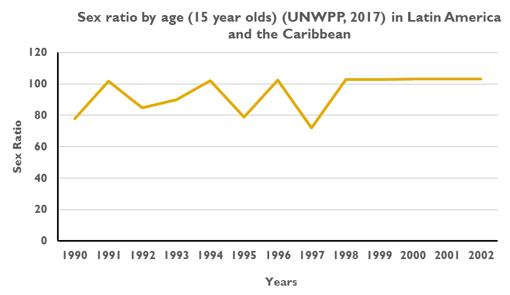 Sex ratio by age (15 year olds) (UNWPP, 2017) in Latin America
and the Caribbean
120
100
80
60
40
20
0
Sex Ratio
1990 1991 1992 1993 1994 1995 1996 1997 1998 1999 2000 2001 2002
Years